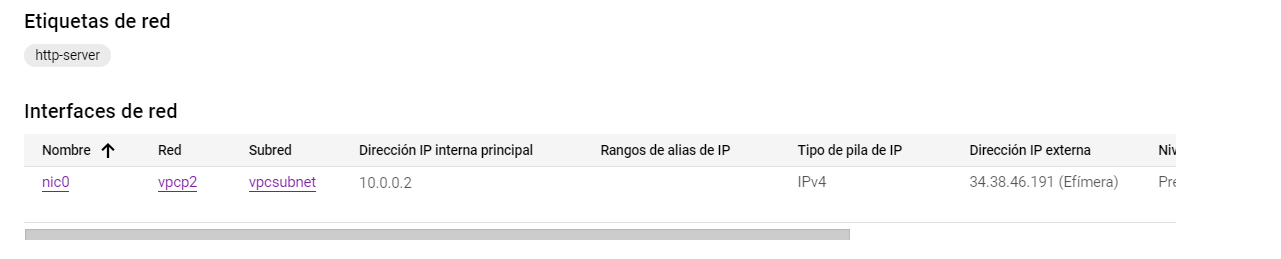 Etiquetas de red
http-server
Interfaces de red
Nombre Red Subred Dirección IP interna principal Rangos de alias de IP Tipo de pila de IP Dirección IP externa Niv
nic0 vpcp2 vpcsubnet 10.0.0.2 IPv4 34.38.46.191 (Efímera) Pre